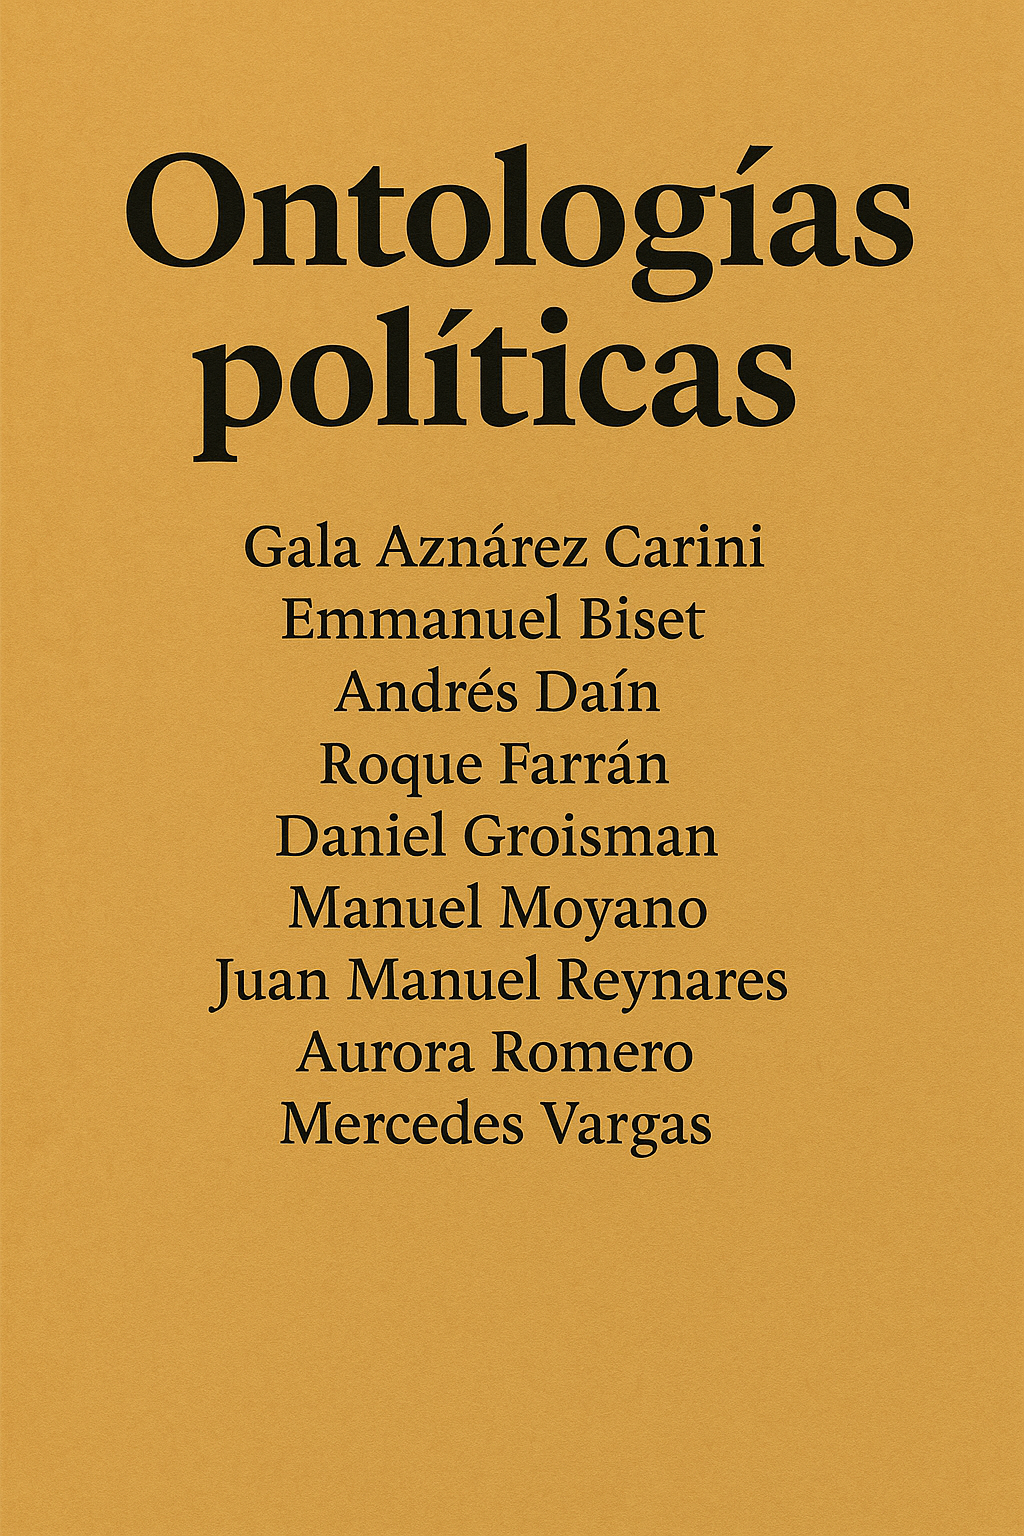 Ontologías
políticas
Gala Aznárez Carini
Emmanuel Biset
Andrés Daín
Roque Farrán
Daniel Groisman
Manuel Moyano
Juan Manuel Reynares
Aurora Romero
Mercedes Vargas